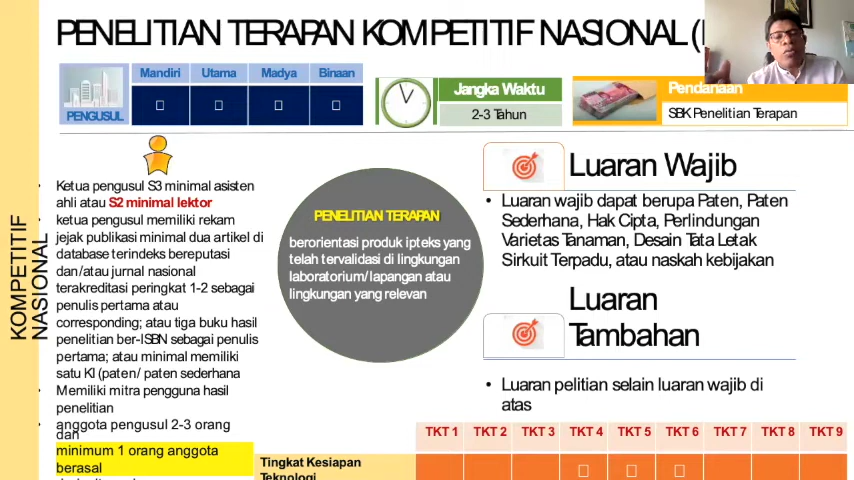 PENELITIAN TERAPAN KOMPETITIF NASIONAL (
PENGUSUL
Mandiri
Utama
Madya
Binaan
Jangka Waktu
2-3 Tahun
Pendanaan
SBK Penelitian Terapan
KOMPETITIF
NASIONAL
• Ketua pengusul S3 minimal asisten
ahli atau S2 minimal lektor
• ketua pengusul memiliki rekam
jejak publikasi minimal dua artikel di
database terindeks bereputasi
dan/atau jurnal nasional
terakreditasi peringkat 1-2 sebagai
penulis pertama atau
corresponding; atau tiga buku hasil
penelitian ber-ISBN sebagai penulis
pertama; atau minimal memiliki
satu KI (paten/ paten sederhana
• Memiliki mitra pengguna hasil
penelitian
• anggota pengusul 2-3 orang
dan
minimum 1 orang anggota
berasal
PENELITIAN TERAPAN
berorientasi produk ipteks yang
telah tervalidasi di lingkungan
laboratorium/lapangan atau
lingkungan yang relevan
Luaran Wajib
• Luaran wajib dapat berupa Paten, Paten
Sederhana, Hak Cipta, Perlindungan
Varietas Tanaman, Desain Tata Letak
Sirkuit Terpadu, atau naskah kebijakan
Luaran
Tambahan
• Luaran pelitian selain luaran wajib di
atas
TKT 1 TKT 2 TKT 3 TKT 4 TKT 5 TKT 6 TKT 7 TKT 8 TKT 9
Tingkat Kesiapan
Teknologi